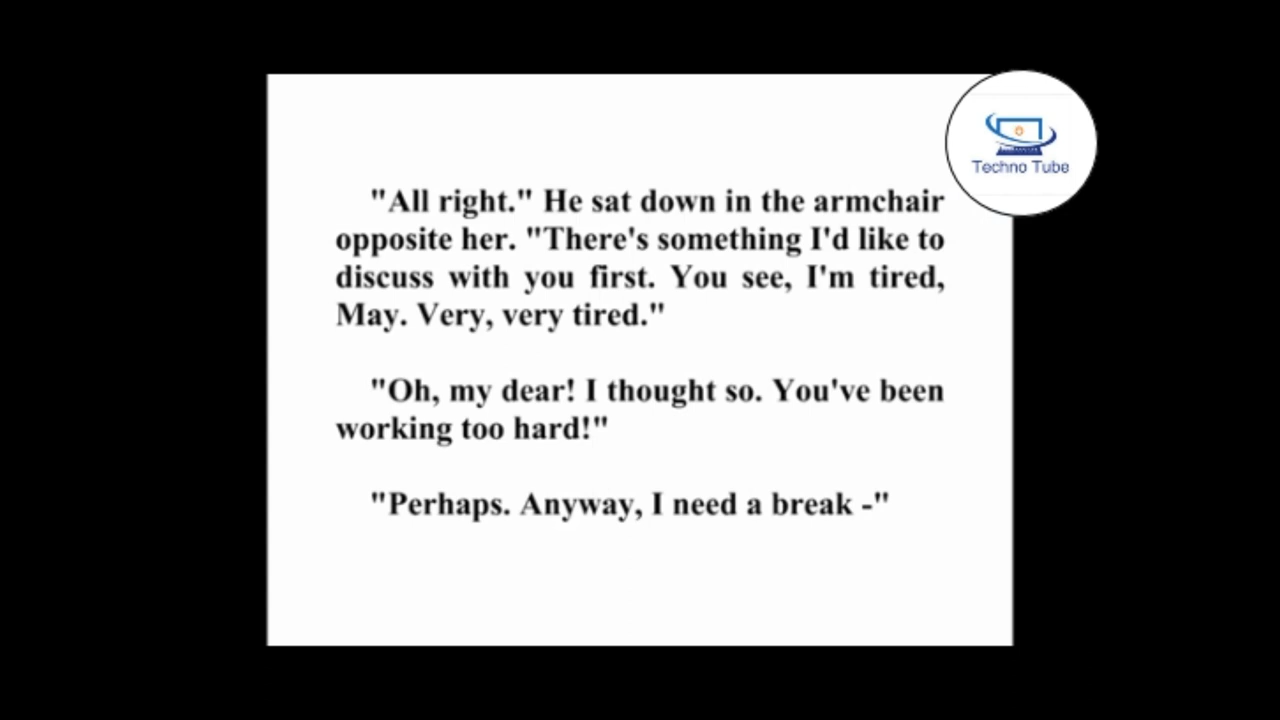 Techno Tube
"All right." He sat down in the armchair
opposite her. "There's something I'd like to
discuss with you first. You see, I'm tired,
May. Very, very tired."
"Oh, my dear! I thought so. You've been
working too hard!"
"Perhaps. Anyway, I need a break -"